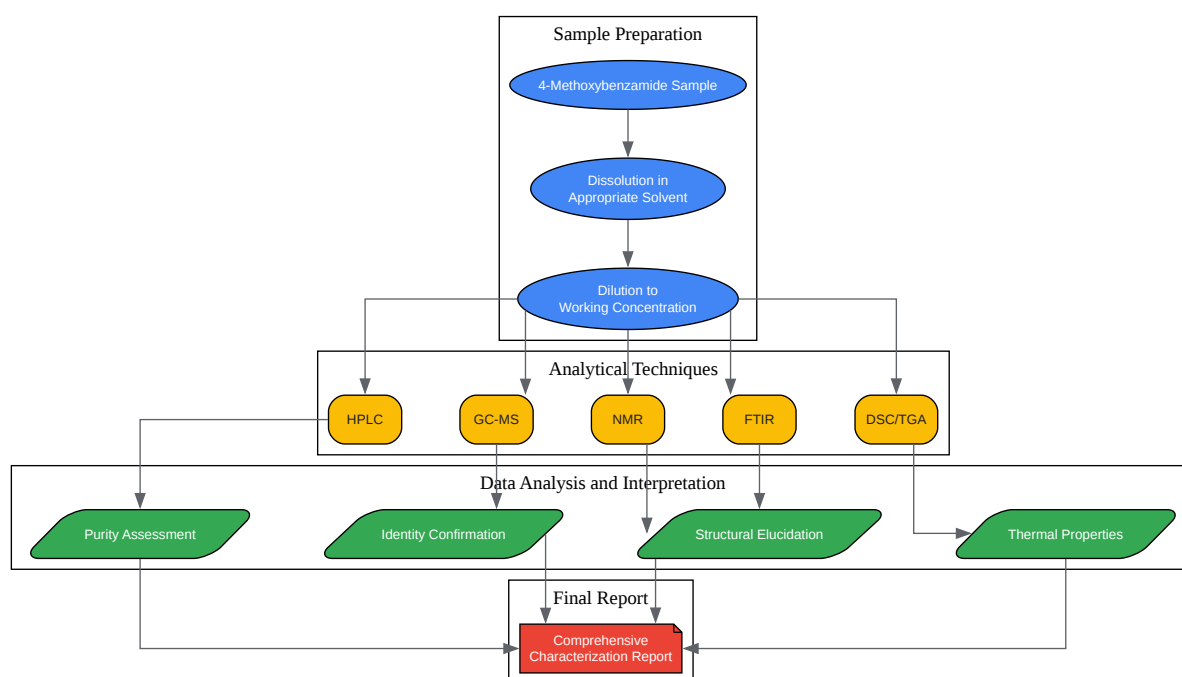 Sample Preparation
4-Methoxybenzamide Sample
Dissolution in
Appropriate Solvent
Dilution to
Working Concentration
Analytical Techniques
HPLC
GC-MS
NMR
FTIR
DSC/TGA
Data Analysis and Interpretation
Purity Assessment
Identity Confirmation
Structural Elucidation
Thermal Properties
Final Report
Comprehensive
Characterization Report